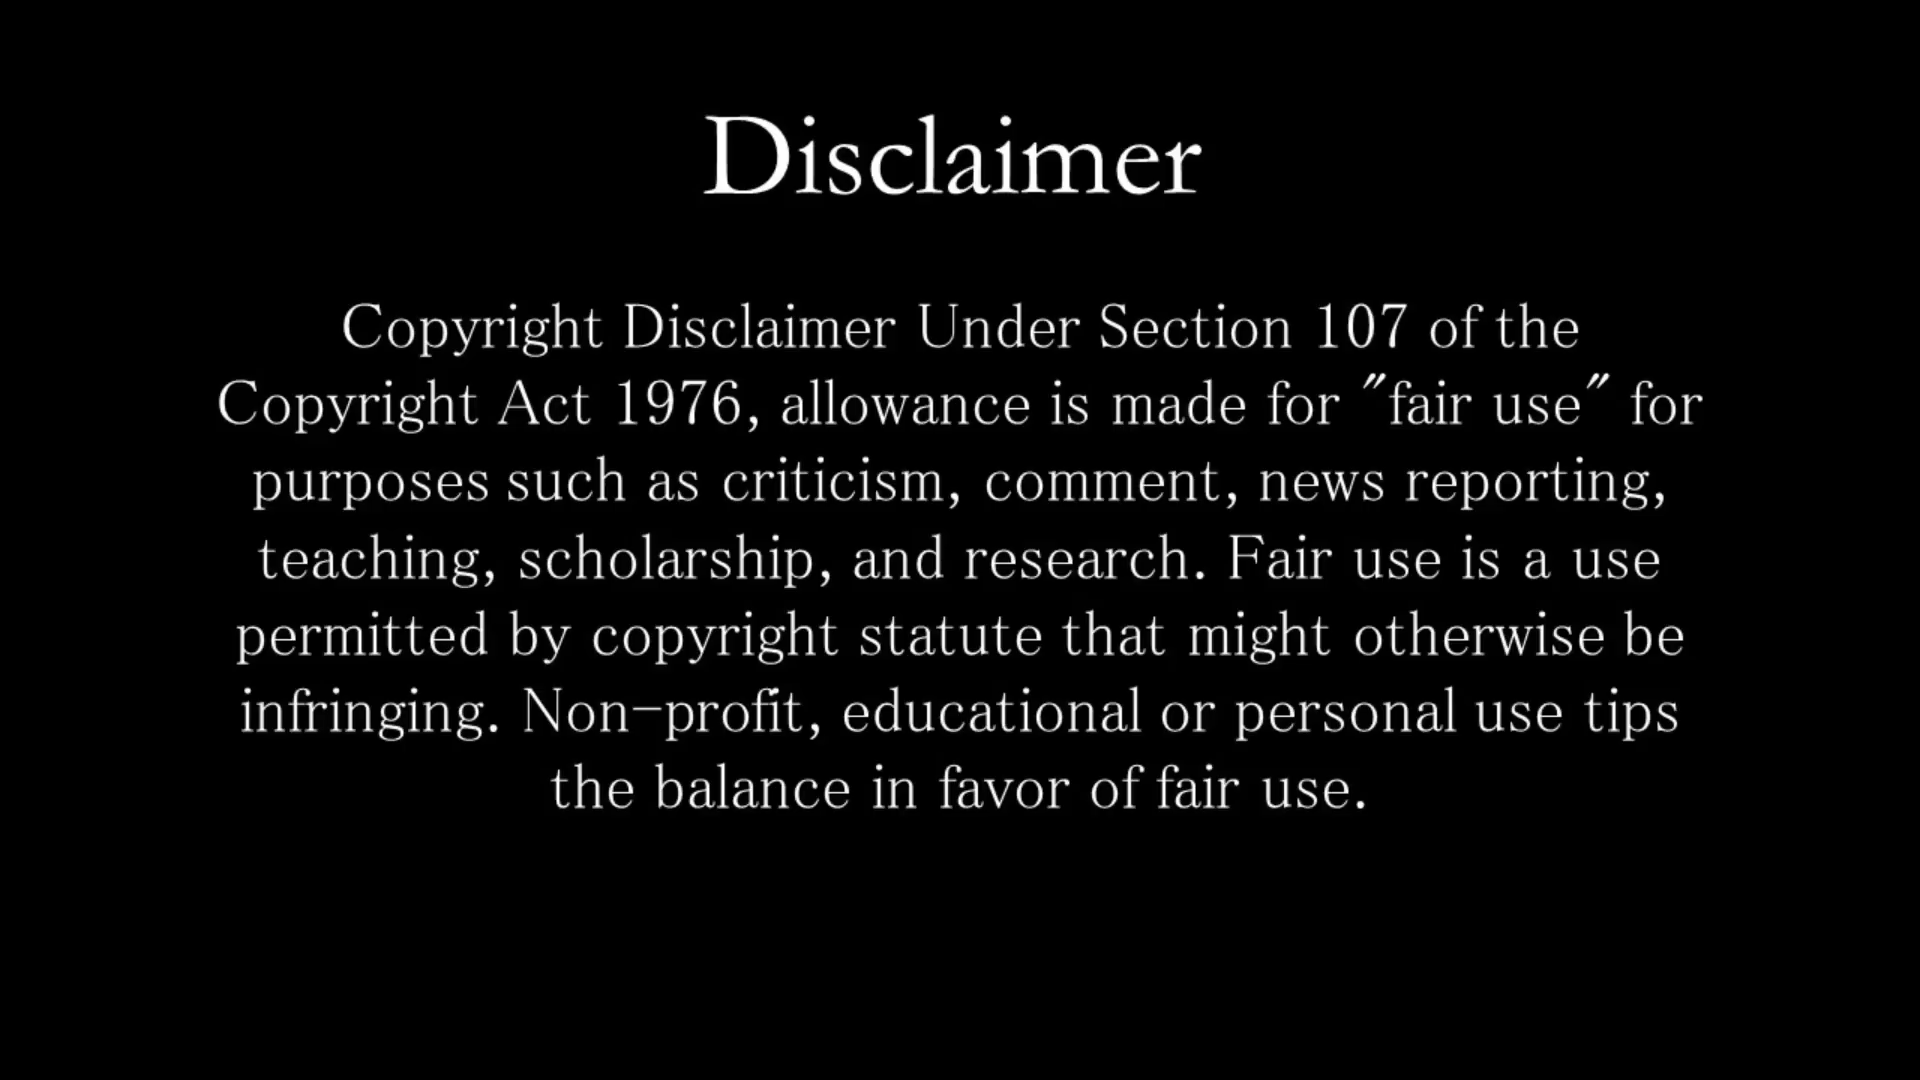 Disclaimer
Copyright Disclaimer Under Section 107 of the
Copyright Act 1976, allowance is made for "fair use" for
purposes such as criticism, comment, news reporting,
teaching, scholarship, and research. Fair use is a use
permitted by copyright statute that might otherwise be
infringing. Non-profit, educational or personal use tips
the balance in favor of fair use.